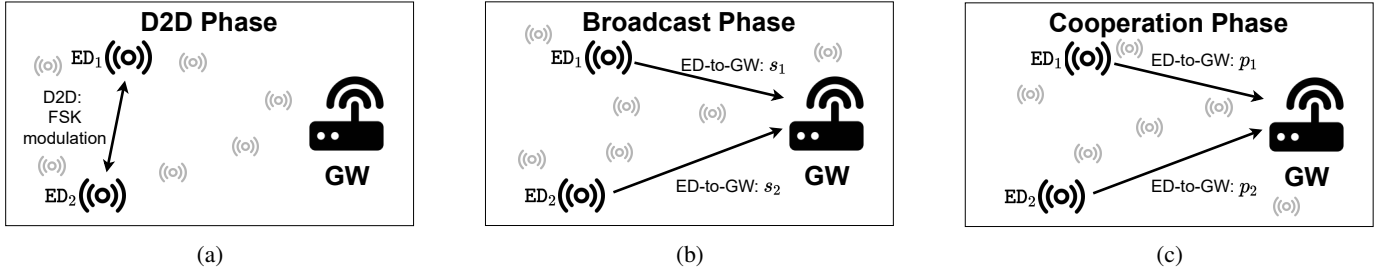 D2D Phase
ED₁
D2D:
FSK
modulation
ED₂
GW
(a)
Broadcast Phase
ED₁
ED-to-GW: s₁
GW
ED₂
ED-to-GW: s₂
(b)
Cooperation Phase
ED₁
ED-to-GW: p₁
GW
ED₂
ED-to-GW: p₂
(c)